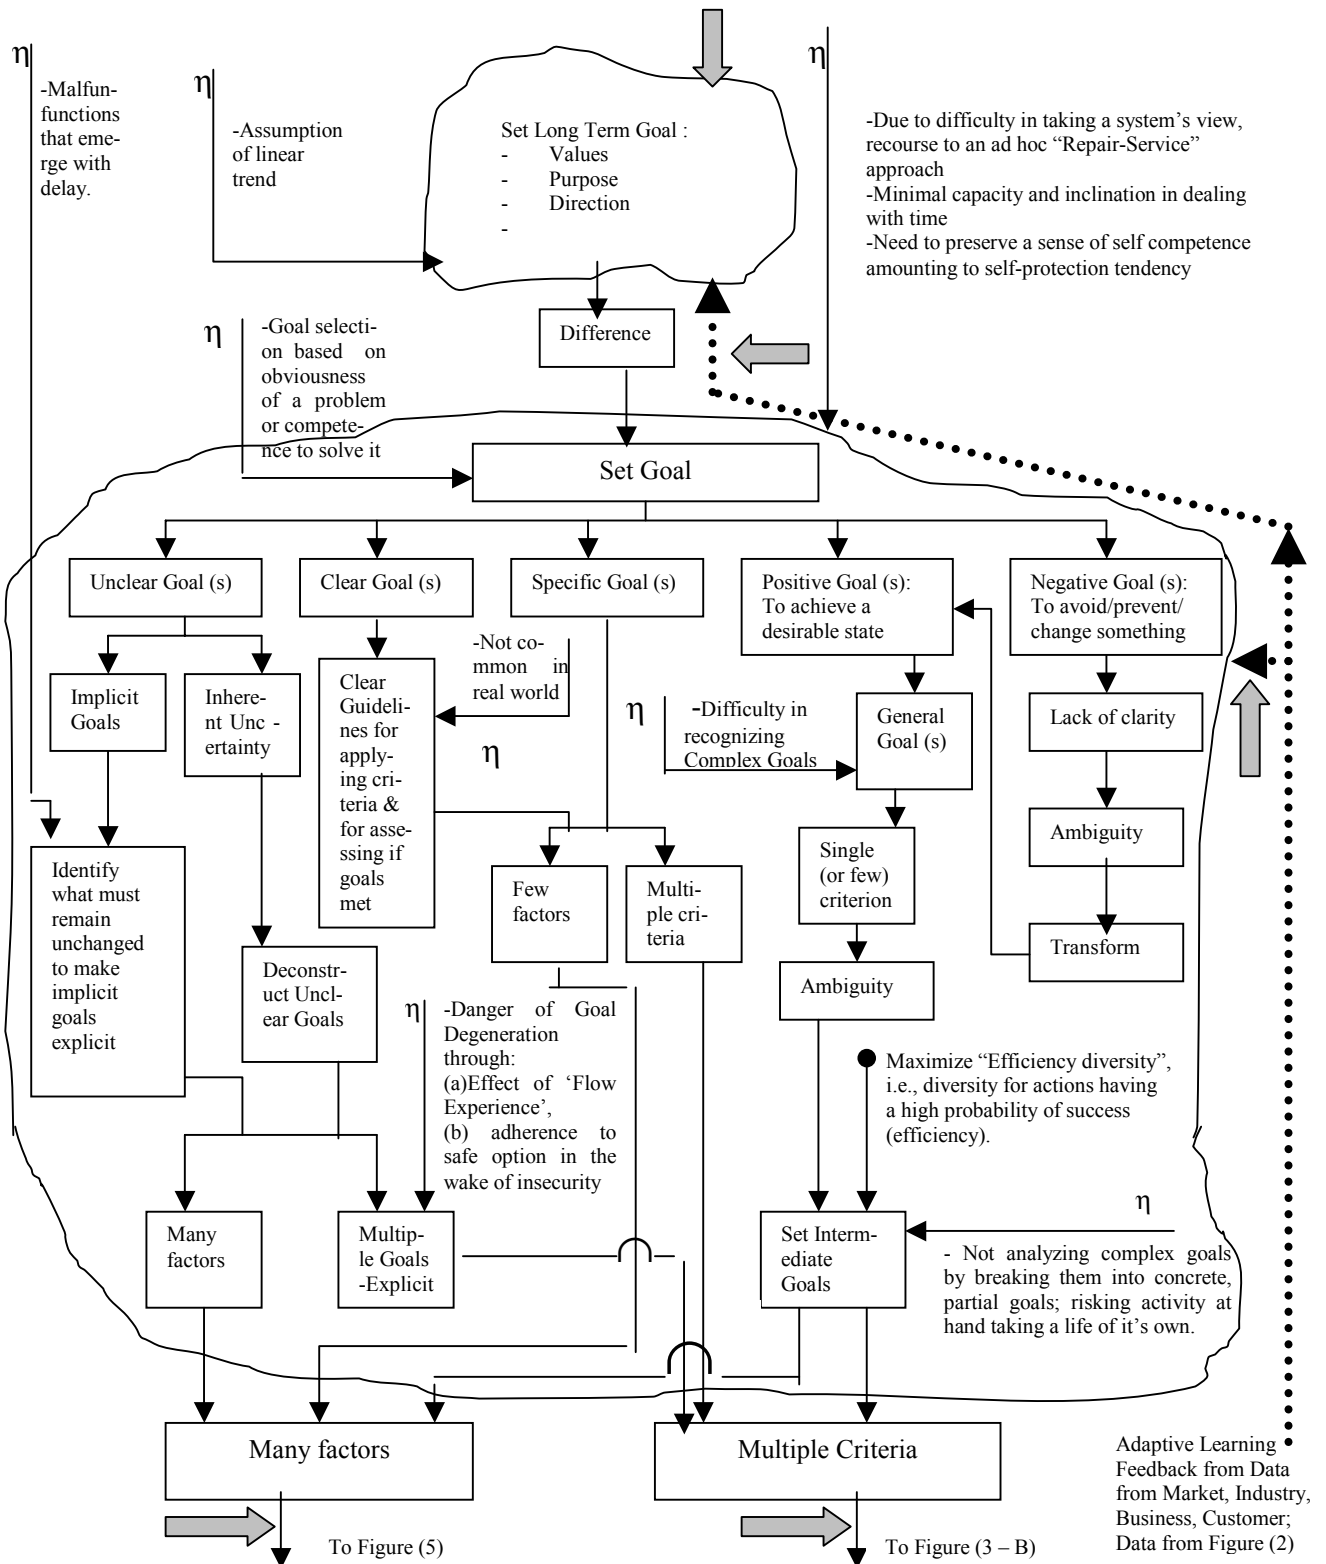 η
-Malfun-
functions
that eme-
rge with
delay.
η
-Assumption
of linear
trend
Set Long Term Goal :
- Values
- Purpose
- Direction
-
η
-Due to difficulty in taking a system’s view,
recourse to an ad hoc “Repair-Service”
approach
-Minimal capacity and inclination in dealing
with time
-Need to preserve a sense of self competence
amounting to self-protection tendency
Difference
η
-Goal selecti-
on based on
obviousness
of a problem
or compete-
nce to solve it
Set Goal
Unclear Goal (s)
Clear Goal (s)
Specific Goal (s)
Positive Goal (s):
To achieve a
desirable state
Negative Goal (s):
To avoid/prevent/
change something
Implicit
Goals
Inhere-
nt Unc -
ertainty
Clear
Guideli-
nes for
apply-
ing cri-
teria &
for asse-
ssing if
goals
met
-Not co-
mmon in
real world
η
η
-Difficulty in
recognizing
Complex Goals
General
Goal (s)
Lack of clarity
Ambiguity
Transform
Single
(or few)
criterion
Ambiguity
Few
factors
Multi-
ple cri-
teria
Identify
what must
remain
unchanged
to make
implicit
goals
explicit
Deconstr-
uct Uncl-
ear Goals
η
-Danger of Goal
Degeneration
through:
(a)Effect of ‘Flow
Experience’,
(b) adherence to
safe option in the
wake of insecurity
Maximize “Efficiency diversity”,
i.e., diversity for actions having
a high probability of success
(efficiency).
Many
factors
Multip-
le Goals
-Explicit
Set Interm-
ediate
Goals
η
- Not analyzing complex goals
by breaking them into concrete,
partial goals; risking activity at
hand taking a life of it’s own.
Many factors
Multiple Criteria
Adaptive Learning
Feedback from Data
from Market, Industry,
Business, Customer;
Data from Figure (2)
To Figure (5)
To Figure (3 – B)